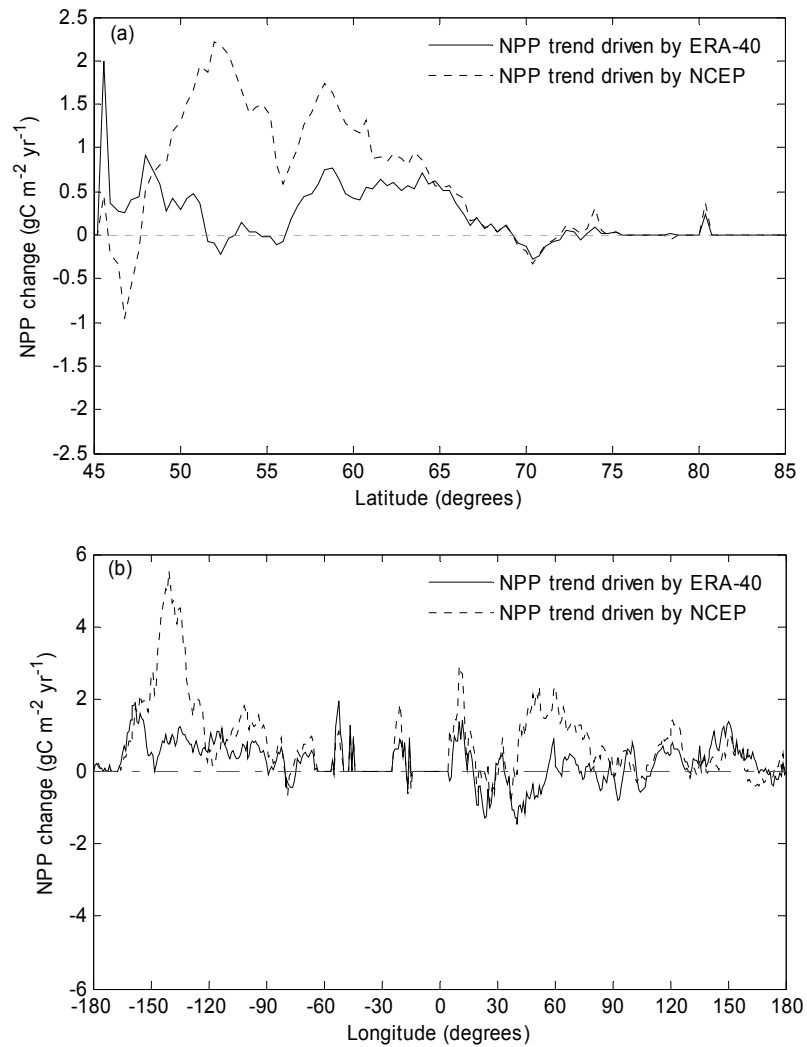 (a)
NPP trend driven by ERA-40
NPP trend driven by NCEP
NPP change (gC m-2 yr-1)
2.5
2
1.5
1
0.5
0
-0.5
-1
-1.5
-2
-2.5
45 50 55 60 65 70 75 80 85
Latitude (degrees)
(b)
NPP trend driven by ERA-40
NPP trend driven by NCEP
NPP change (gC m-2 yr-1)
6
4
2
0
-2
-4
-6
-180 -150 -120 -90 -60 -30 0 30 60 90 120 150 180
Longitude (degrees)